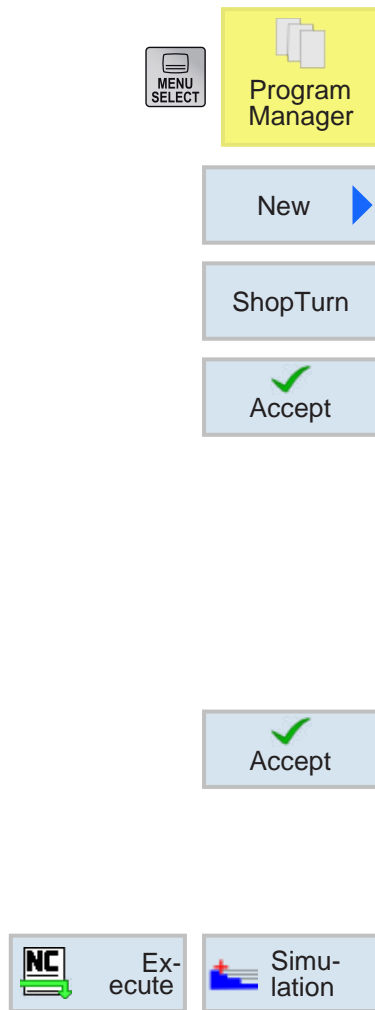 MENU
SELECT
Program
Manager
New
ShopTurn
Accept
Accept
NC
Ex-
ecute
Simu-
lation